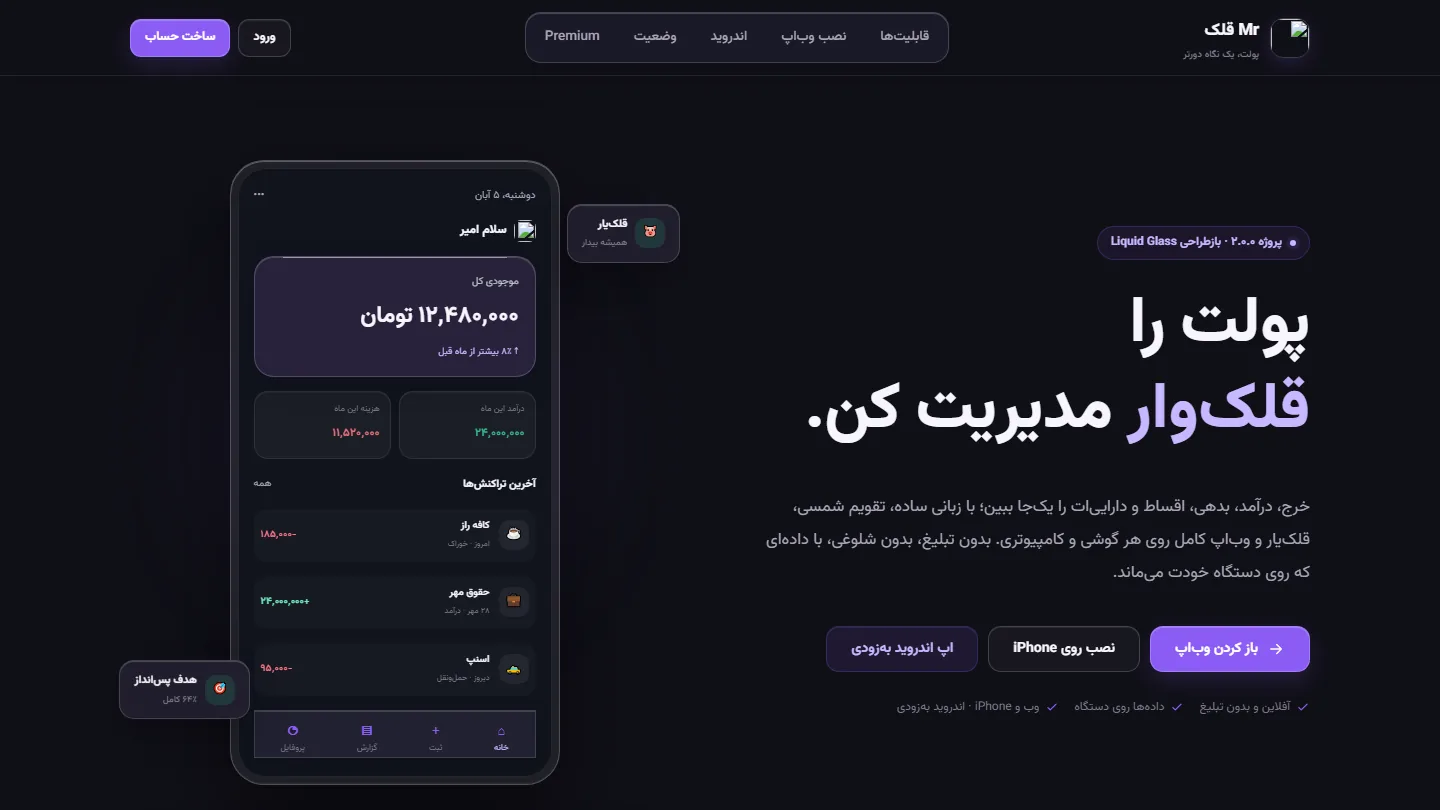 Mr قلک
پولت، یک نگاه دورتر
قابلیت‌ها
نصب وب‌اپ
اندروید
وضعیت
Premium
ورود
ساخت حساب
پروژه ۲.۰.۰ · بازطراحی Liquid Glass
پولت را
قلک‌وار مدیریت کن.
خرج، درآمد، بدهی، اقساط و دارایی‌ات را یک‌جا ببین؛ با زبانی ساده، تقویم شمسی،
قلک‌یار و وب‌اپ کامل روی هر گوشی و کامپیوتری. بدون تبلیغ، بدون شلوغی، با داده‌ای
که روی دستگاه خودت می‌ماند.
باز کردن وب‌اپ
نصب روی iPhone
اپ اندروید به‌زودی
آفلاین و بدون تبلیغ
داده‌ها روی دستگاه
وب و iPhone · اندروید به‌زودی
قلک‌یار
همیشه بیدار
دوشنبه، ۵ آبان
سلام امیر
موجودی کل
۱۲,۴۸۰,۰۰۰ تومان
↑ ۸٪ بیشتر از ماه قبل
درآمد این ماه
۲۴,۰۰۰,۰۰۰
هزینه این ماه
۱۱,۵۲۰,۰۰۰
آخرین تراکنش‌ها
همه
کافه راز
امروز · خوراک
-۱۸۵,۰۰۰
حقوق مهر
۲۸ مهر · درآمد
+۲۴,۰۰۰,۰۰۰
اسنپ
دیروز · حمل‌ونقل
-۹۵,۰۰۰
خانه
ثبت
گزارش
پروفایل
هدف پس‌انداز
۶۴٪ کامل